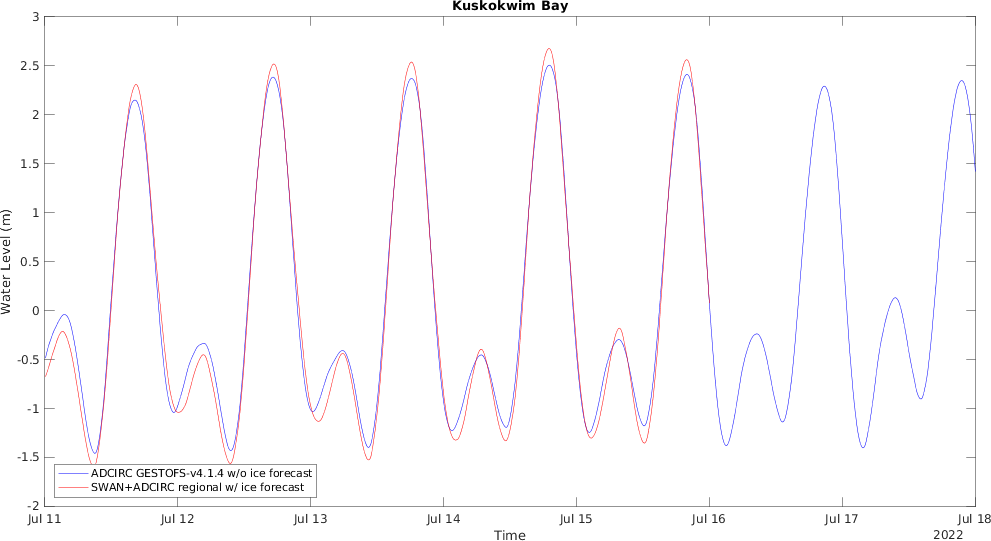 Kuskokwim Bay
3
2.5
2
1.5
1
0.5
0
-0.5
-1
-1.5
-2
Water Level (m)
ADCIRC GESTOFS-v4.1.4 w/o ice forecast
SWAN+ADCIRC regional w/ ice forecast
Jul 11 Jul 12 Jul 13 Jul 14 Jul 15 Jul 16 Jul 17 Jul 18
Time
2022